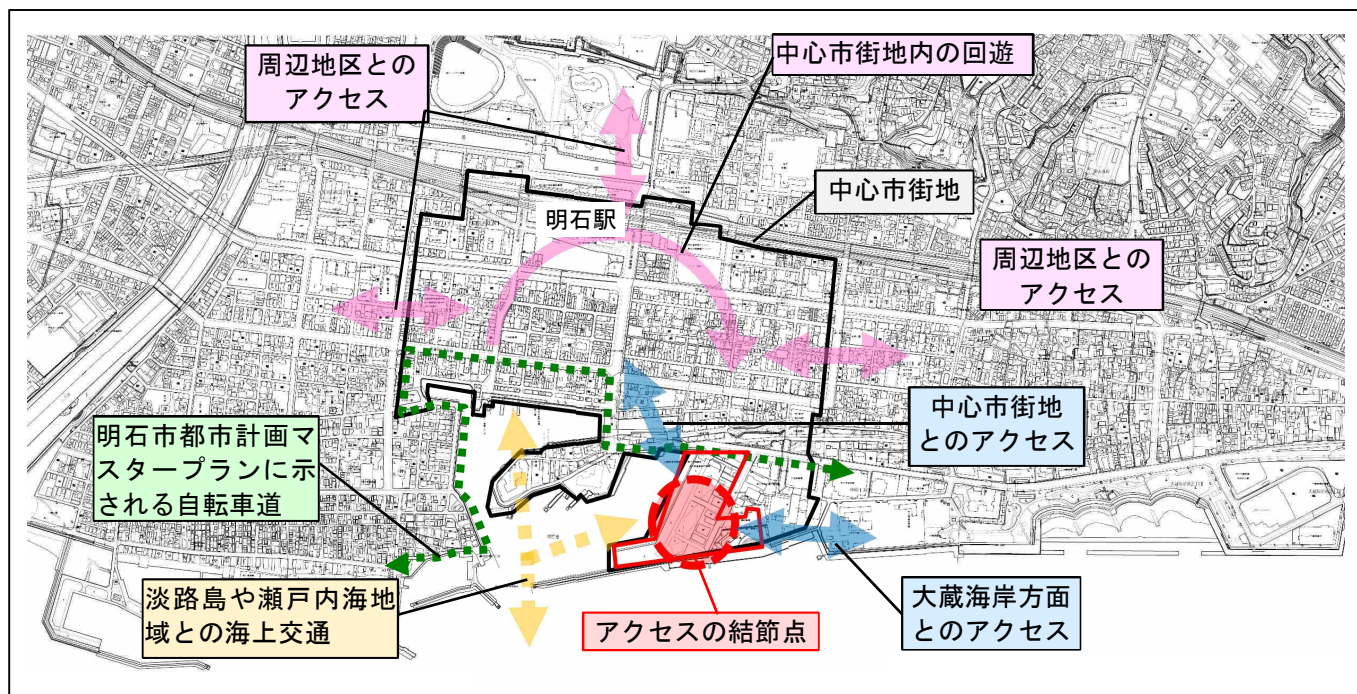 周辺地区との
アクセス
中心市街地内の回遊
中心市街地
明石駅
周辺地区との
アクセス
中心市街地
とのアクセス
明石市都市計画マ
スタープランに示
される自転車道
淡路島や瀬戸内海地
域との海上交通
アクセスの結節点
大蔵海岸方面
とのアクセス